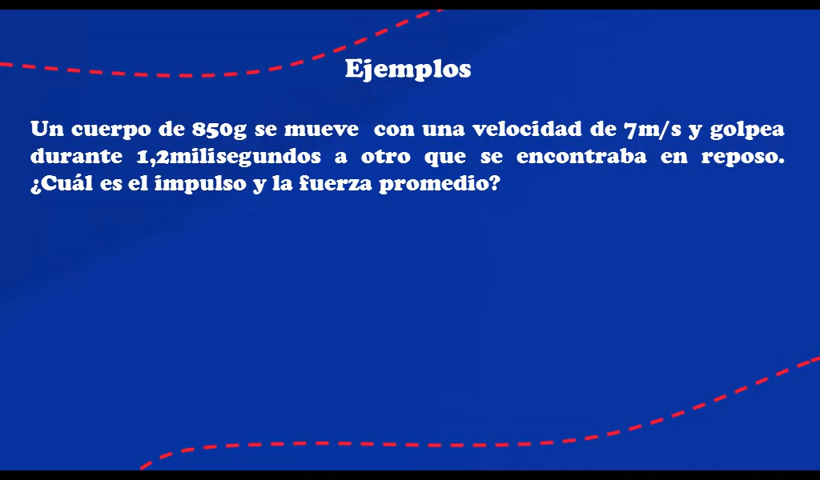 Ejemplos
Un cuerpo de 850g se mueve con una velocidad de 7m/s y golpea
durante 1,2milisegundos a otro que se encontraba en reposo.
¿Cuál es el impulso y la fuerza promedio?